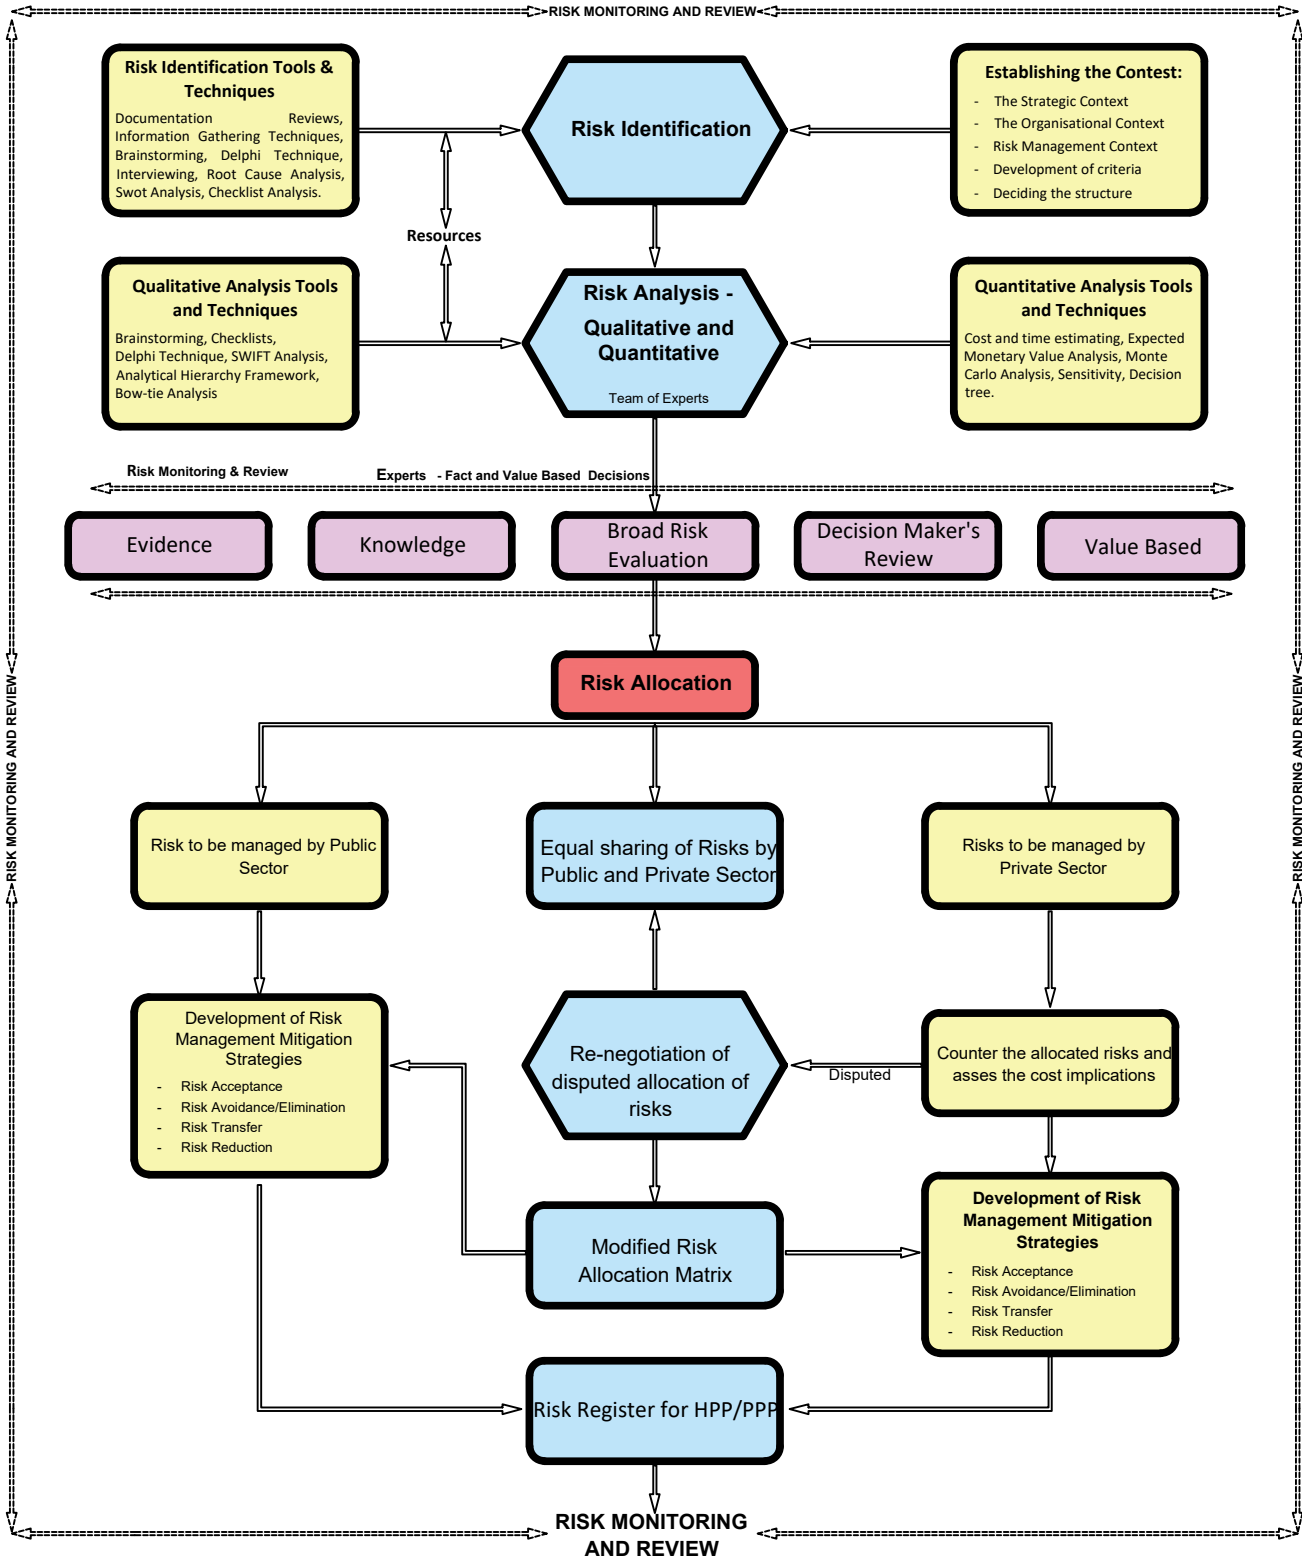 RISK MONITORING AND REVIEW
Risk Identification Tools &
Techniques
Documentation Reviews,
Information Gathering Techniques,
Brainstorming, Delphi Technique,
Interviewing, Root Cause Analysis,
Swot Analysis, Checklist Analysis.
Risk Identification
Establishing the Contest:
- The Strategic Context
- The Organisational Context
- Risk Management Context
- Development of criteria
- Deciding the structure
Resources
Qualitative Analysis Tools
and Techniques
Brainstorming, Checklists,
Delphi Technique, SWIFT Analysis,
Analytical Hierarchy Framework,
Bow-tie Analysis
Risk Analysis -
Qualitative and
Quantitative
Team of Experts
Quantitative Analysis Tools
and Techniques
Cost and time estimating, Expected
Monetary Value Analysis, Monte
Carlo Analysis, Sensitivity, Decision
tree.
Risk Monitoring & Review
Experts - Fact and Value Based Decisions
Evidence
Knowledge
Broad Risk
Evaluation
Decision Maker's
Review
Value Based
Risk Allocation
RISK MONITORING AND REVIEW
RISK MONITORING AND REVIEW
Risk to be managed by Public
Sector
Equal sharing of Risks by
Public and Private Sector
Risks to be managed by
Private Sector
Development of Risk
Management Mitigation
Strategies
- Risk Acceptance
- Risk Avoidance/Elimination
- Risk Transfer
- Risk Reduction
Re-negotiation of
disputed allocation of
risks
Disputed
Counter the allocated risks and
asses the cost implications
Modified Risk
Allocation Matrix
Development of Risk
Management Mitigation
Strategies
- Risk Acceptance
- Risk Avoidance/Elimination
- Risk Transfer
- Risk Reduction
Risk Register for HPP/PPP
RISK MONITORING
AND REVIEW